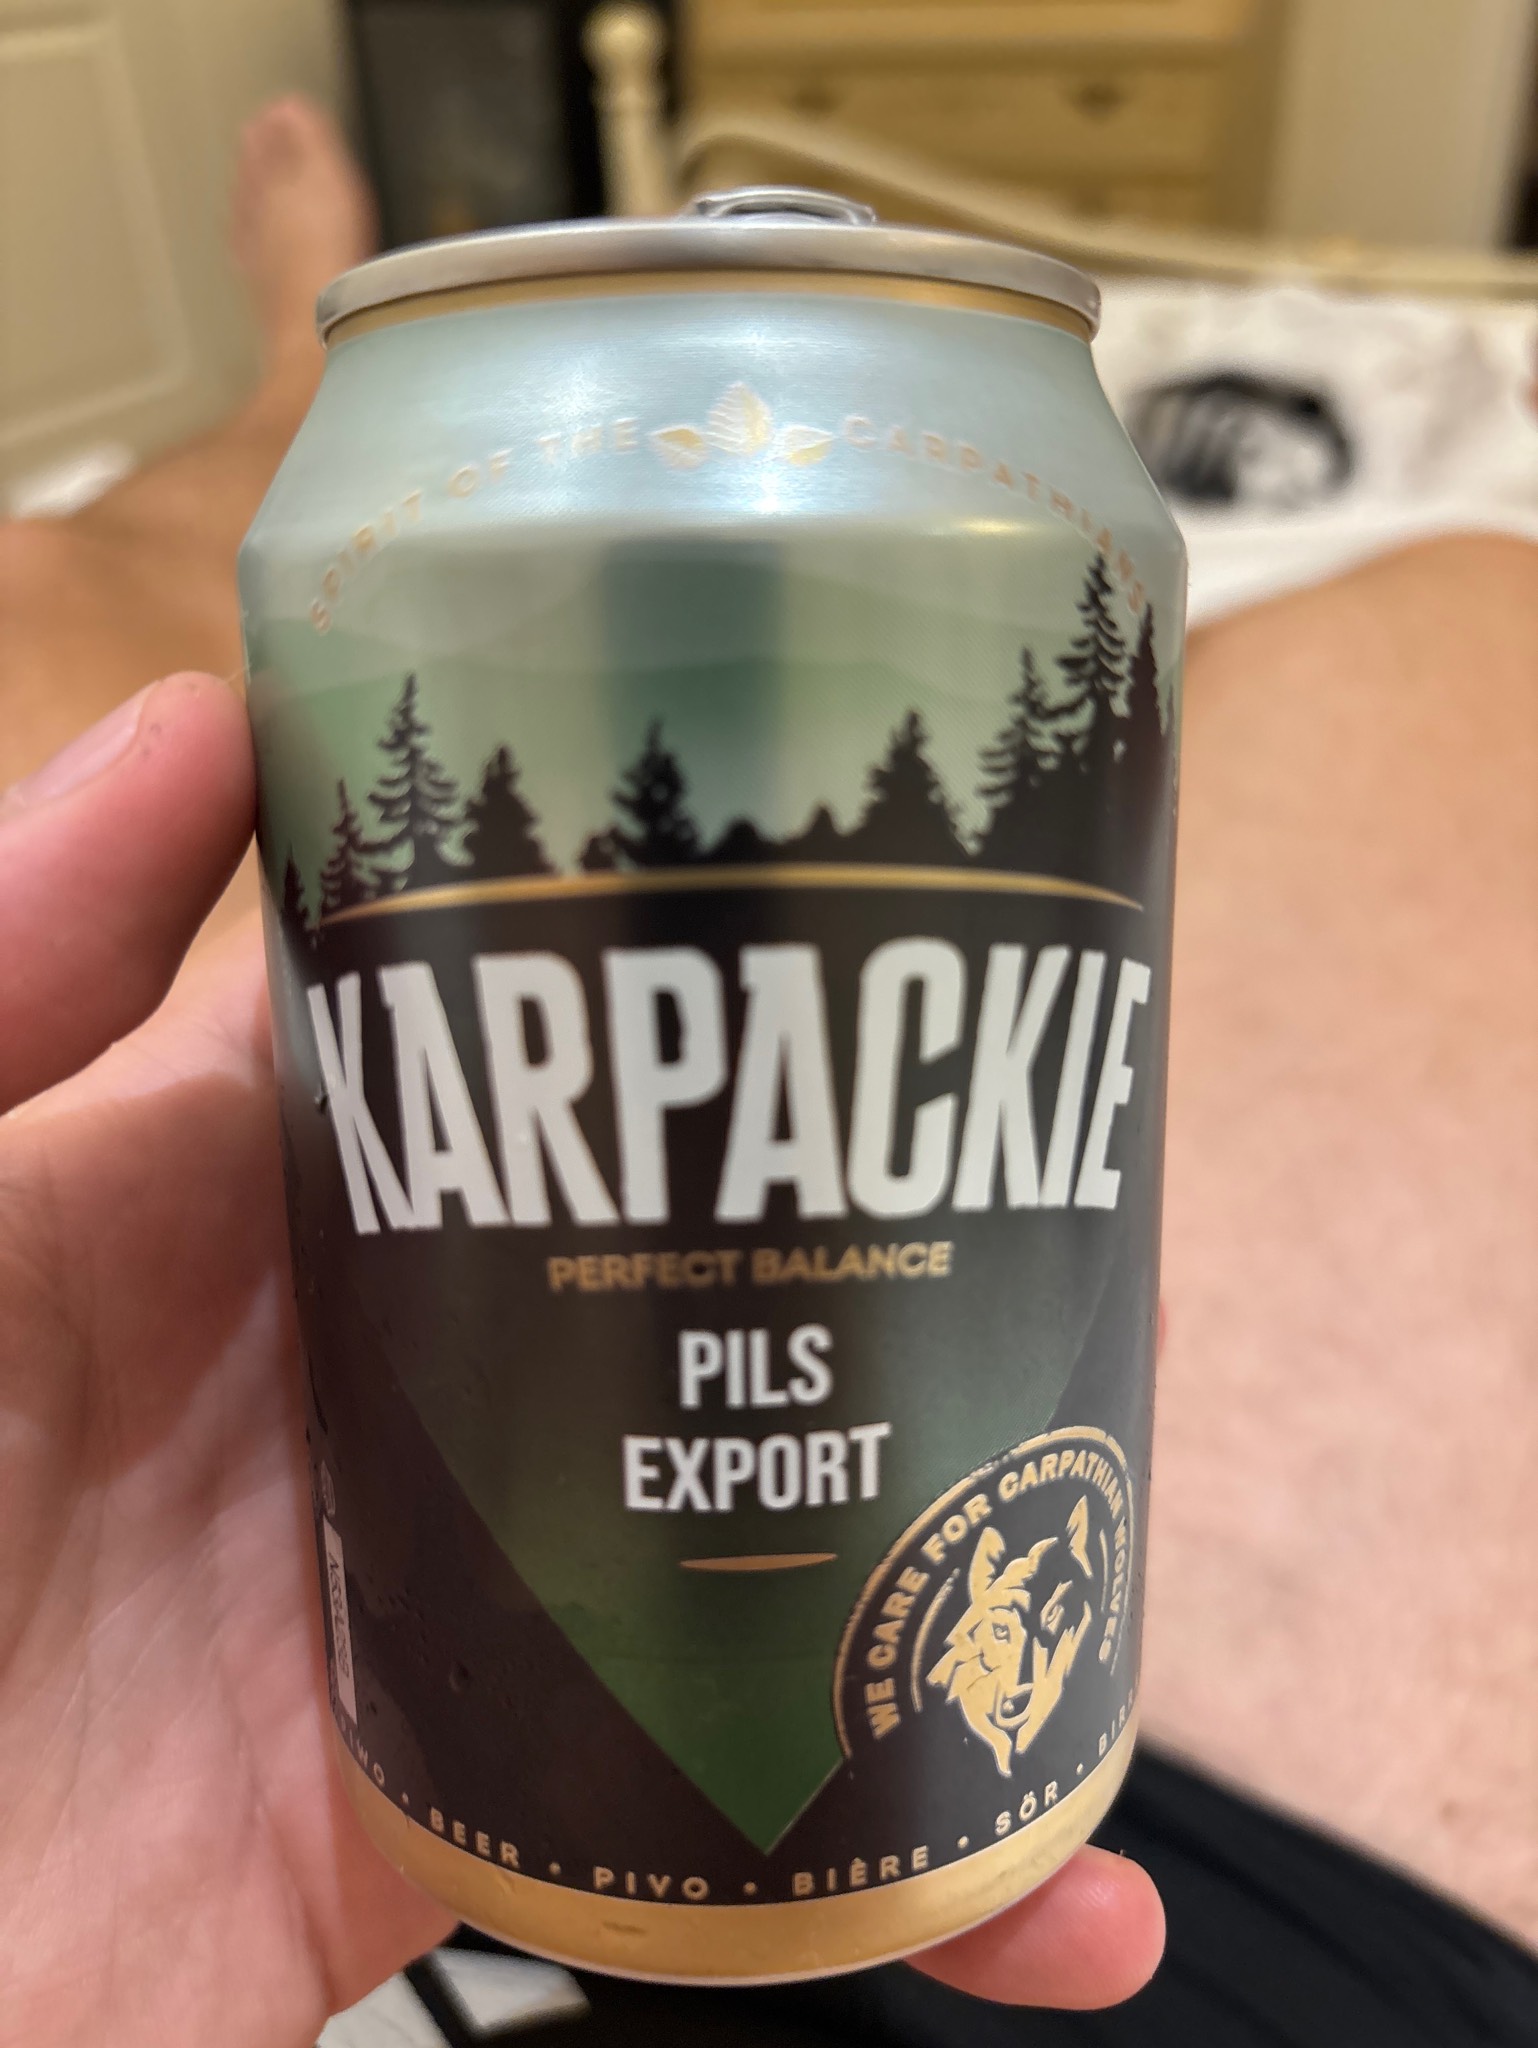 SPIRIT OF THE CARPATHIANS
KARPACKIE
PERFECT BALANCE
PILS
EXPORT
WE CARE FOR CARPATHIAN WOLVES
BEER • PIVO • BIÈRE • SÖR •